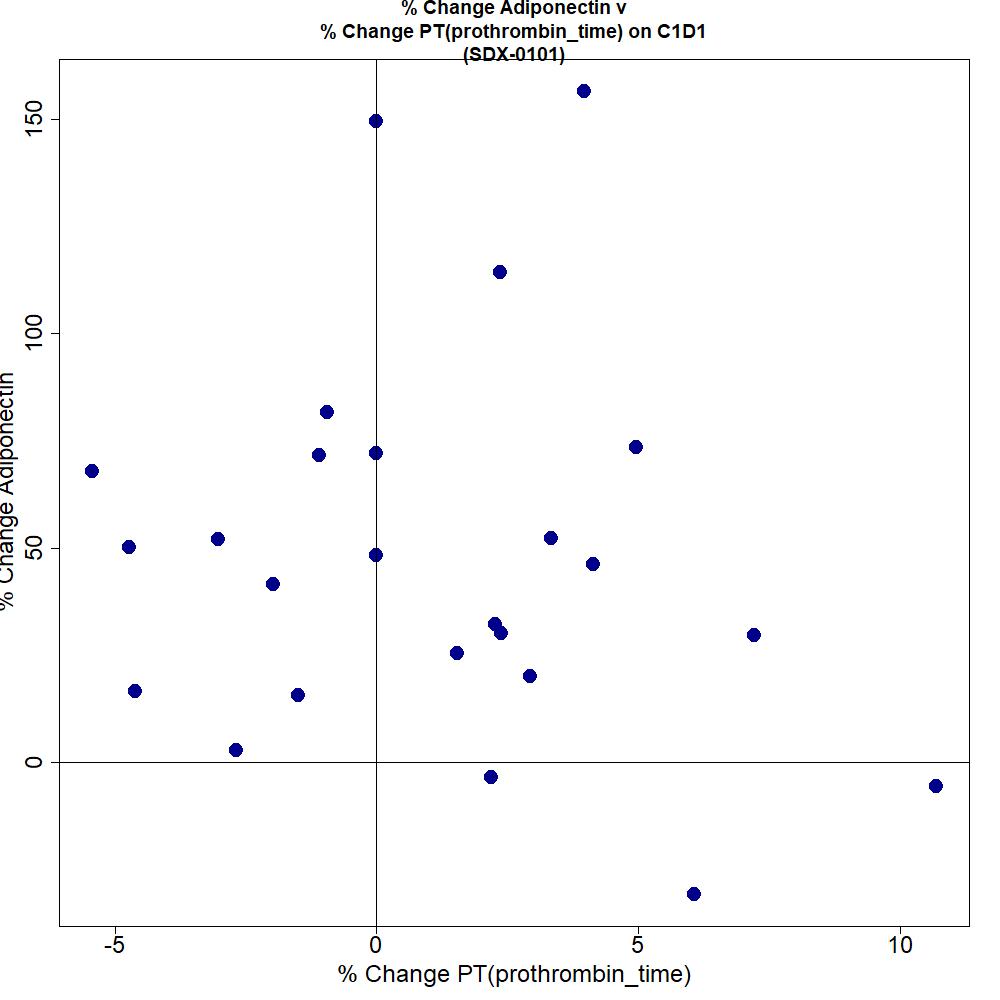 % Change Adiponectin v
% Change PT(prothrombin_time) on C1D1
(SDX-0101)
% Change Adiponectin
150
100
50
0
-5
0
5
10
% Change PT(prothrombin_time)